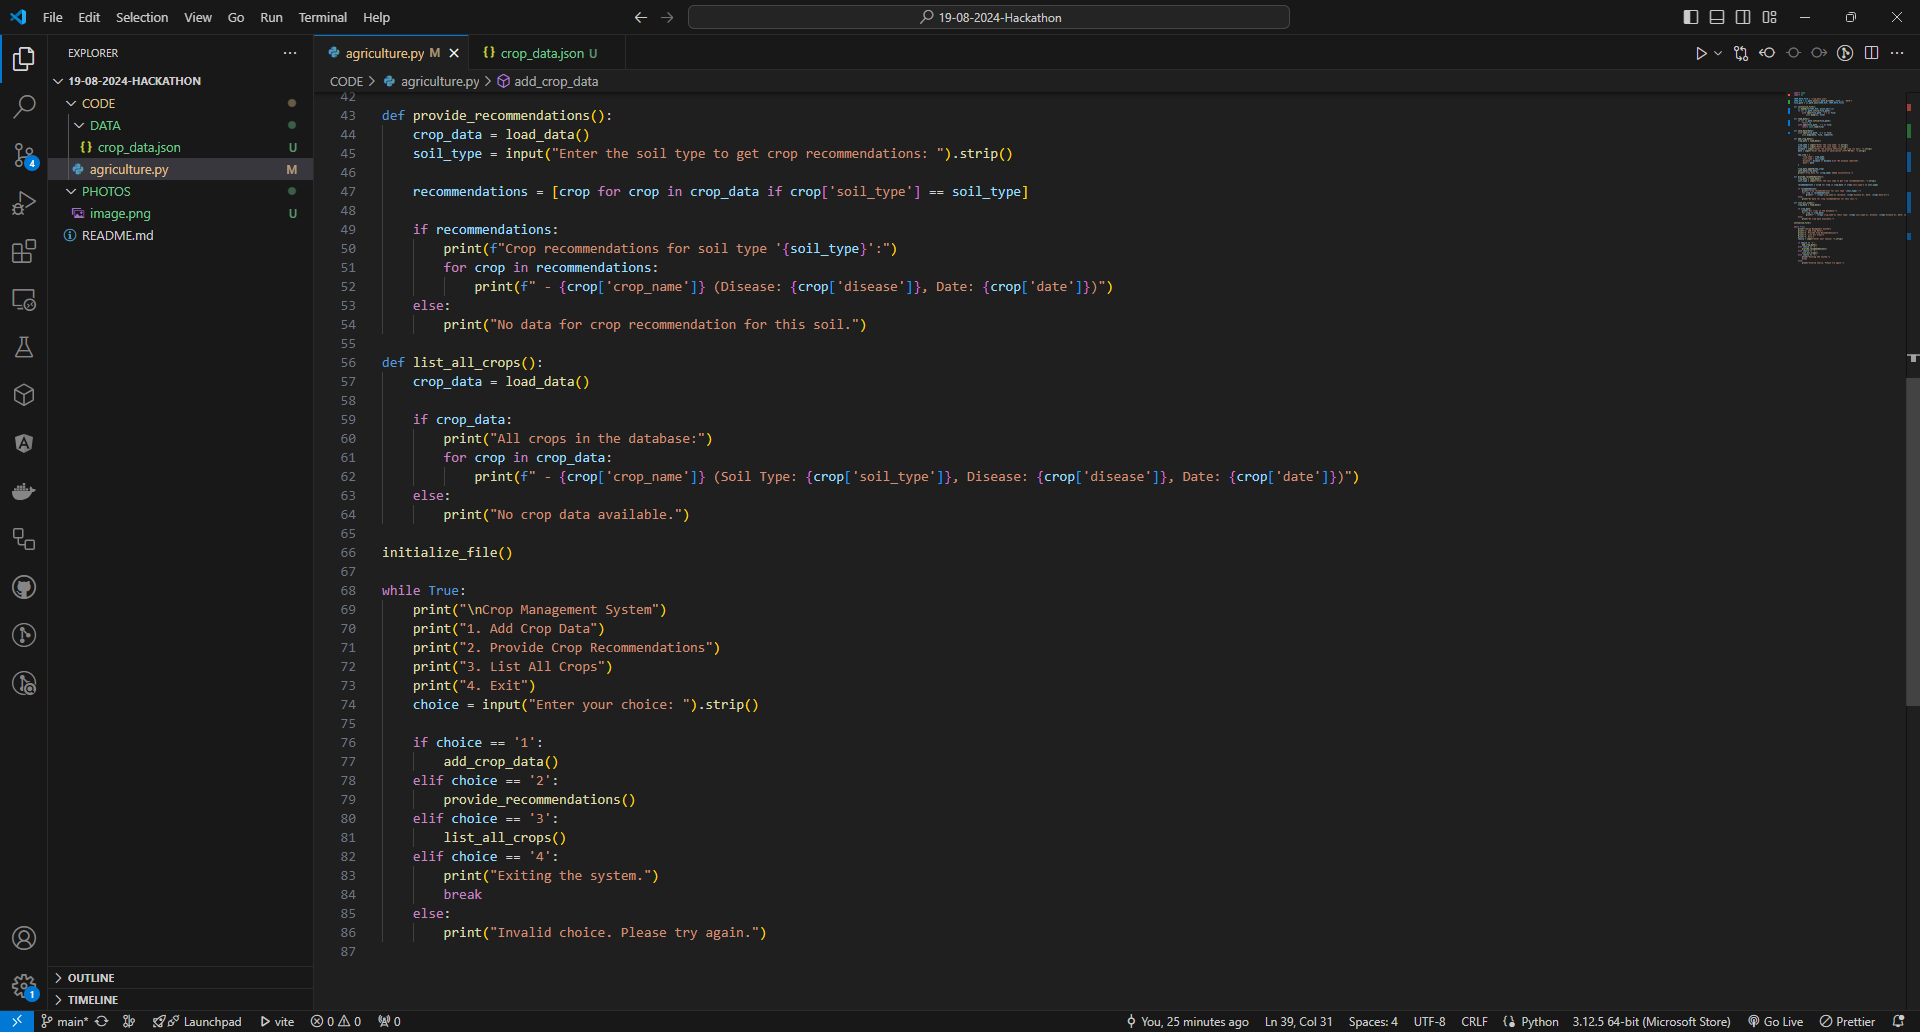 File Edit Selection View Go Run Terminal Help
19-08-2024-Hackathon
EXPLORER
19-08-2024-HACKATHON
CODE
DATA
{} crop_data.json U
agriculture.py M
PHOTOS
image.png U
README.md
OUTLINE
TIMELINE
4
1
agriculture.py M
{} crop_data.json U
CODE > agriculture.py > add_crop_data
42
43 def provide_recommendations():
44     crop_data = load_data()
45     soil_type = input("Enter the soil type to get crop recommendations: ").strip()
46
47     recommendations = [crop for crop in crop_data if crop['soil_type'] == soil_type]
48
49     if recommendations:
50         print(f"Crop recommendations for soil type '{soil_type}':")
51         for crop in recommendations:
52             print(f" - {crop['crop_name']} (Disease: {crop['disease']}, Date: {crop['date']})")
53     else:
54         print("No data for crop recommendation for this soil.")
55
56 def list_all_crops():
57     crop_data = load_data()
58
59     if crop_data:
60         print("All crops in the database:")
61         for crop in crop_data:
62             print(f" - {crop['crop_name']} (Soil Type: {crop['soil_type']}, Disease: {crop['disease']}, Date: {crop['date']})")
63     else:
64         print("No crop data available.")
65
66 initialize_file()
67
68 while True:
69     print("\nCrop Management System")
70     print("1. Add Crop Data")
71     print("2. Provide Crop Recommendations")
72     print("3. List All Crops")
73     print("4. Exit")
74     choice = input("Enter your choice: ").strip()
75
76     if choice == '1':
77         add_crop_data()
78     elif choice == '2':
79         provide_recommendations()
80     elif choice == '3':
81         list_all_crops()
82     elif choice == '4':
83         print("Exiting the system.")
84         break
85     else:
86         print("Invalid choice. Please try again.")
87
main* Launchpad vite 0 0 0 You, 25 minutes ago Ln 39, Col 31 Spaces: 4 UTF-8 CRLF Python 3.12.5 64-bit (Microsoft Store) Go Live Prettier